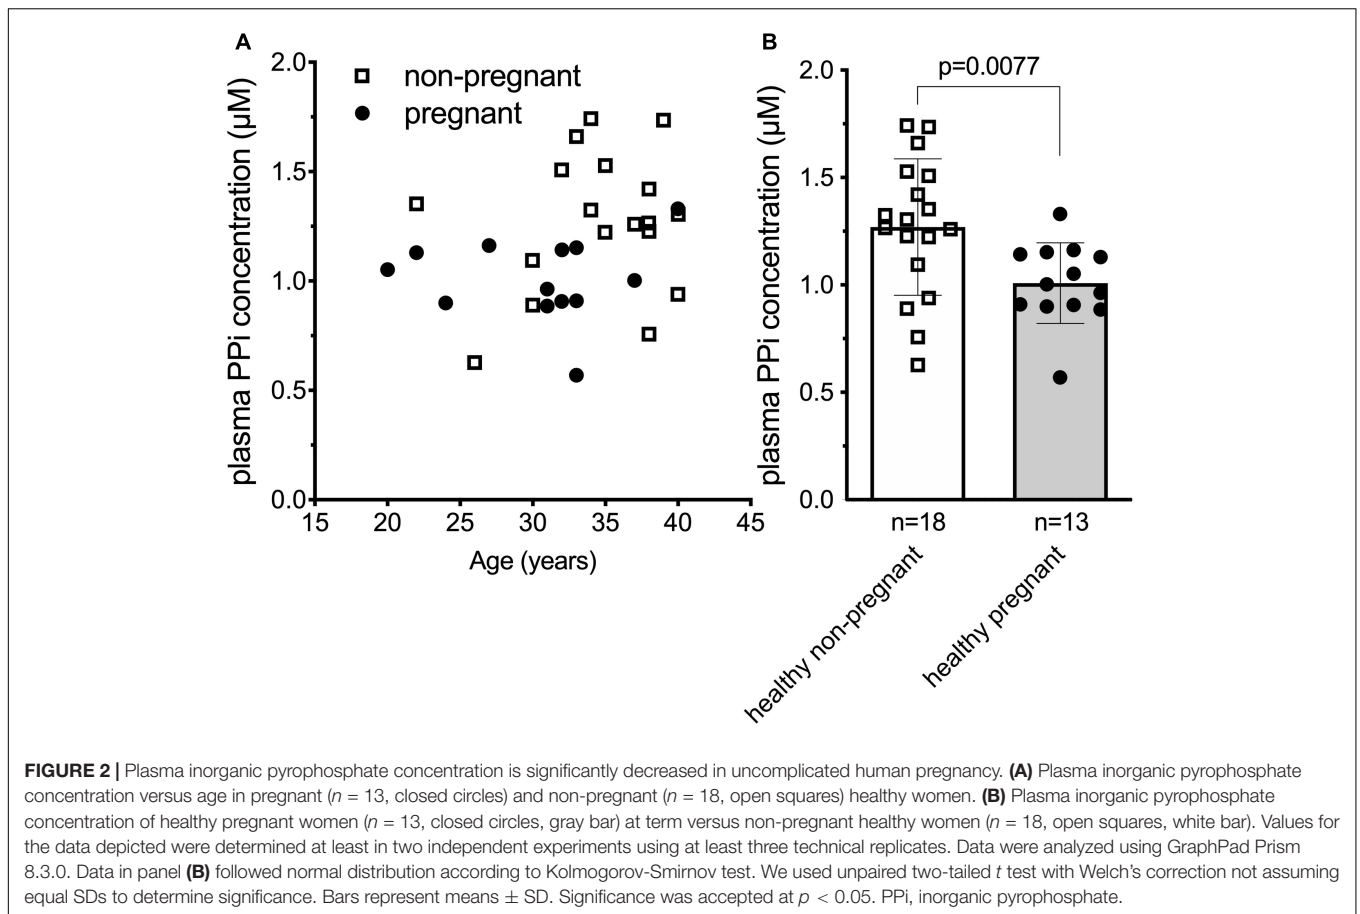 A
B
2.0
1.5
1.0
0.5
0.0
plasma PPi concentration (µM)
non-pregnant
pregnant
15 20 25 30 35 40 45
Age (years)
2.0
1.5
1.0
0.5
0.0
plasma PPi concentration (µM)
p=0.0077
n=18 n=13
healthy non-pregnant
healthy pregnant
FIGURE 2 | Plasma inorganic pyrophosphate concentration is significantly decreased in uncomplicated human pregnancy. (A) Plasma inorganic pyrophosphate
concentration versus age in pregnant (n = 13, closed circles) and non-pregnant (n = 18, open squares) healthy women. (B) Plasma inorganic pyrophosphate
concentration of healthy pregnant women (n = 13, closed circles, gray bar) at term versus non-pregnant healthy women (n = 18, open squares, white bar). Values for
the data depicted were determined at least in two independent experiments using at least three technical replicates. Data were analyzed using GraphPad Prism
8.3.0. Data in panel (B) followed normal distribution according to Kolmogorov-Smirnov test. We used unpaired two-tailed t test with Welch's correction not assuming
equal SDs to determine significance. Bars represent means ± SD. Significance was accepted at p < 0.05. PPi, inorganic pyrophosphate.